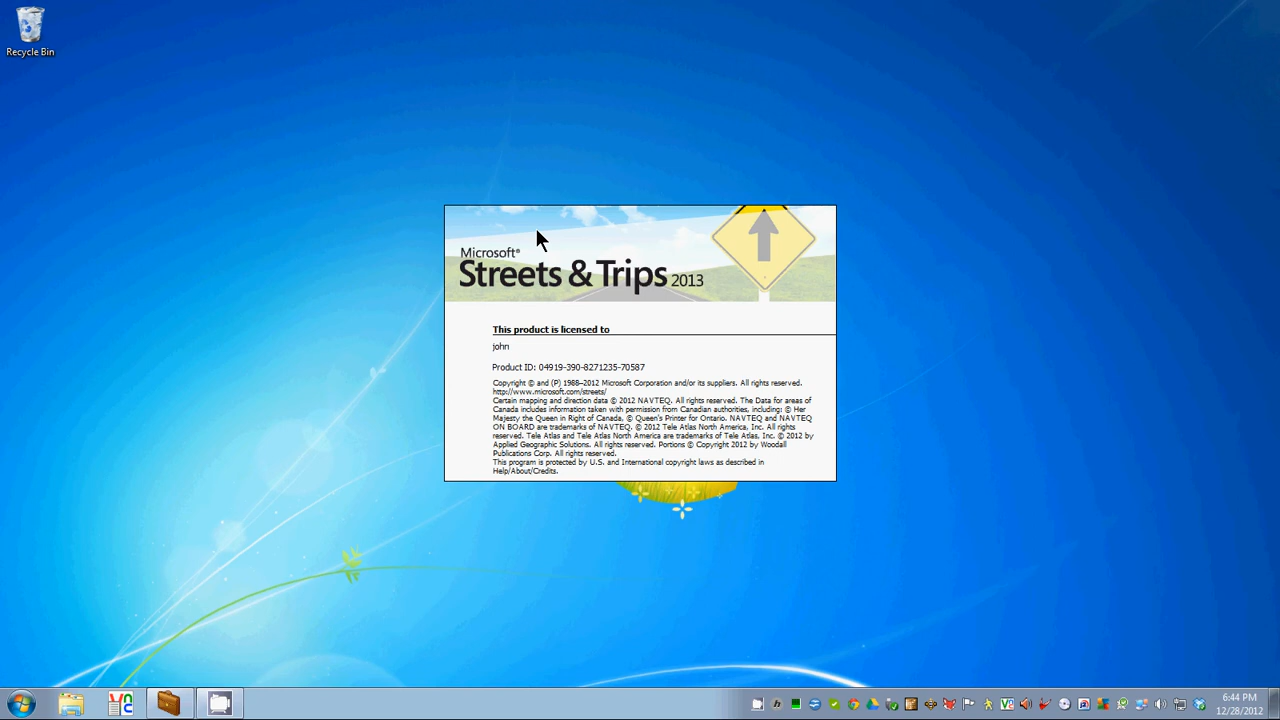 Recycle Bin
Microsoft®
Streets & Trips 2013
This product is licensed to
john
Product ID: 04919-390-8271235-70587
Copyright © and (P) 1988–2012 Microsoft Corporation and/or its suppliers. All rights reserved.
http://www.microsoft.com/streets/
Certain mapping and direction data © 2012 NAVTEQ. All rights reserved. The Data for areas of
Canada includes information taken with permission from Canadian authorities, including: © Her
Majesty the Queen in Right of Canada, © Queen's Printer for Ontario. NAVTEQ and NAVTEQ
ON BOARD are trademarks of NAVTEQ. © 2012 Tele Atlas North America, Inc. All rights
reserved. Tele Atlas and Tele Atlas North America are trademarks of Tele Atlas, Inc. © 2012 by
Applied Geographic Solutions. All rights reserved. Portions © Copyright 2012 by Woodall
Publications Corp. All rights reserved.
This program is protected by U.S. and International copyright laws as described in
Help/About/Credits.
6:44 PM
12/28/2012